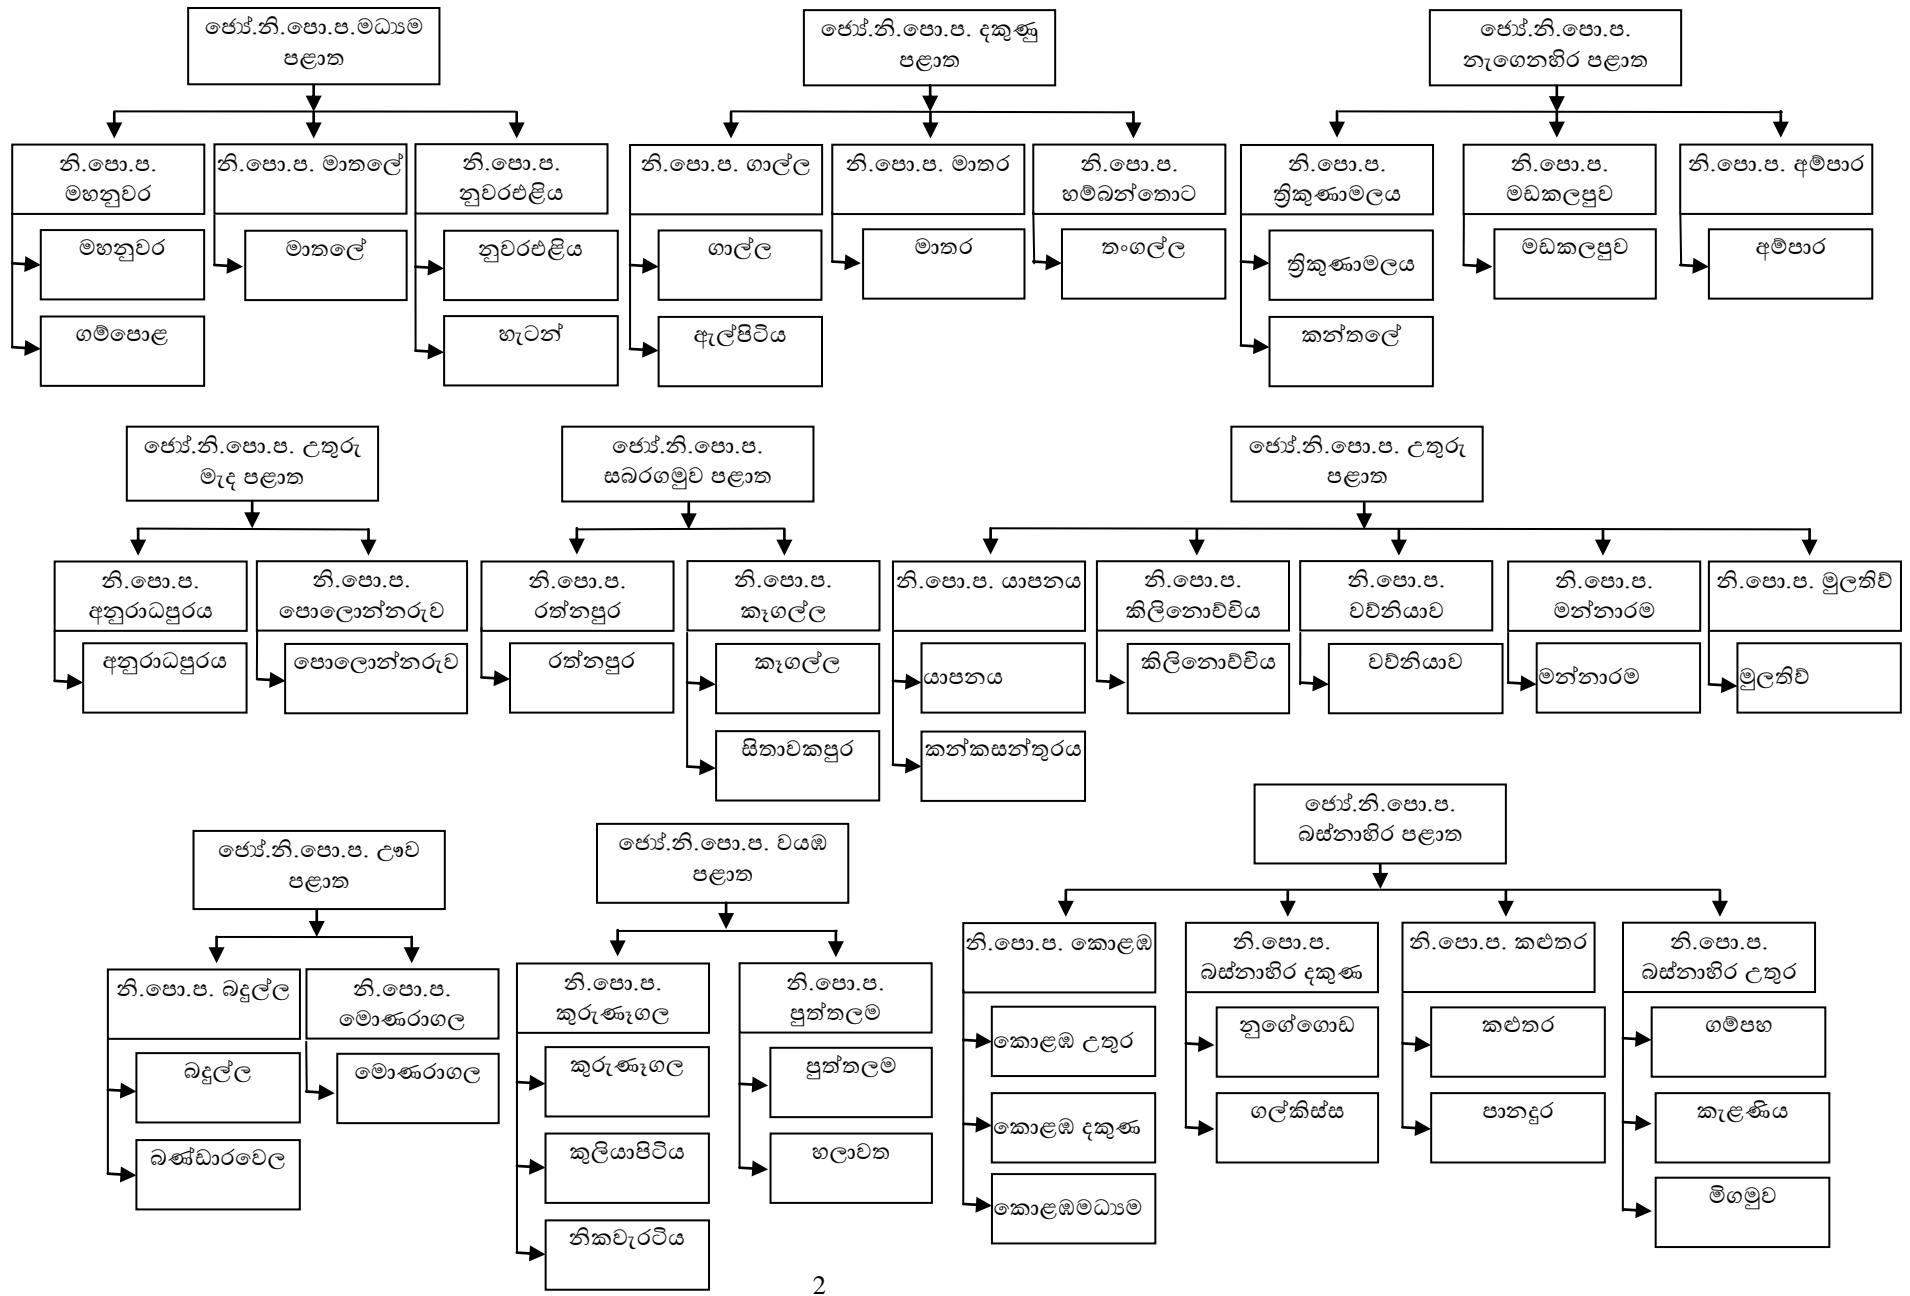 ජ්‍යේ.නි.පො.ප.මධ්‍යම
පළාත
නි.පො.ප.
මහනුවර
මහනුවර
ගම්පොළ
නි.පො.ප. මාතලේ
මාතලේ
නි.පො.ප.
නුවරඑළිය
නුවරඑළිය
හැටන්
ජ්‍යේ.නි.පො.ප. දකුණු
පළාත
නි.පො.ප. ගාල්ල
ගාල්ල
ඇල්පිටිය
නි.පො.ප. මාතර
මාතර
නි.පො.ප.
හම්බන්තොට
තංගල්ල
ජ්‍යේ.නි.පො.ප.
නැගෙනහිර පළාත
නි.පො.ප.
ත්‍රිකුණාමලය
ත්‍රිකුණාමලය
කන්තලේ
නි.පො.ප.
මඩකලපුව
මඩකලපුව
නි.පො.ප. අම්පාර
අම්පාර
ජ්‍යේ.නි.පො.ප. උතුරු
මැද පළාත
නි.පො.ප.
අනුරාධපුරය
අනුරාධපුරය
නි.පො.ප.
පොලොන්නරුව
පොලොන්නරුව
ජ්‍යේ.නි.පො.ප.
සබරගමුව පළාත
නි.පො.ප.
රත්නපුර
රත්නපුර
නි.පො.ප.
කෑගල්ල
කෑගල්ල
සිතාවකපුර
ජ්‍යේ.නි.පො.ප. උතුරු
පළාත
නි.පො.ප. යාපනය
යාපනය
කන්කසන්තුරය
නි.පො.ප.
කිලිනොච්චිය
කිලිනොච්චිය
නි.පො.ප.
වව්නියාව
වව්නියාව
නි.පො.ප.
මන්නාරම
මන්නාරම
නි.පො.ප. මුලතිව්
මුලතිව්
ජ්‍යේ.නි.පො.ප. ඌව
පළාත
නි.පො.ප. බදුල්ල
බදුල්ල
බණ්ඩාරවෙල
නි.පො.ප.
මොණරාගල
මොණරාගල
ජ්‍යේ.නි.පො.ප. වයඹ
පළාත
නි.පො.ප.
කුරුණෑගල
කුරුණෑගල
කුලියාපිටිය
නිකවැරටිය
නි.පො.ප.
පුත්තලම
පුත්තලම
හලාවත
ජ්‍යේ.නි.පො.ප.
බස්නාහිර පළාත
නි.පො.ප. කොළඹ
කොළඹ උතුර
කොළඹ දකුණ
කොළඹමධ්‍යම
නි.පො.ප.
බස්නාහිර දකුණ
නුගේගොඩ
ගල්කිස්ස
නි.පො.ප. කළුතර
කළුතර
පානදුර
නි.පො.ප.
බස්නාහිර උතුර
ගම්පහ
කැළණිය
මිගමුව
2